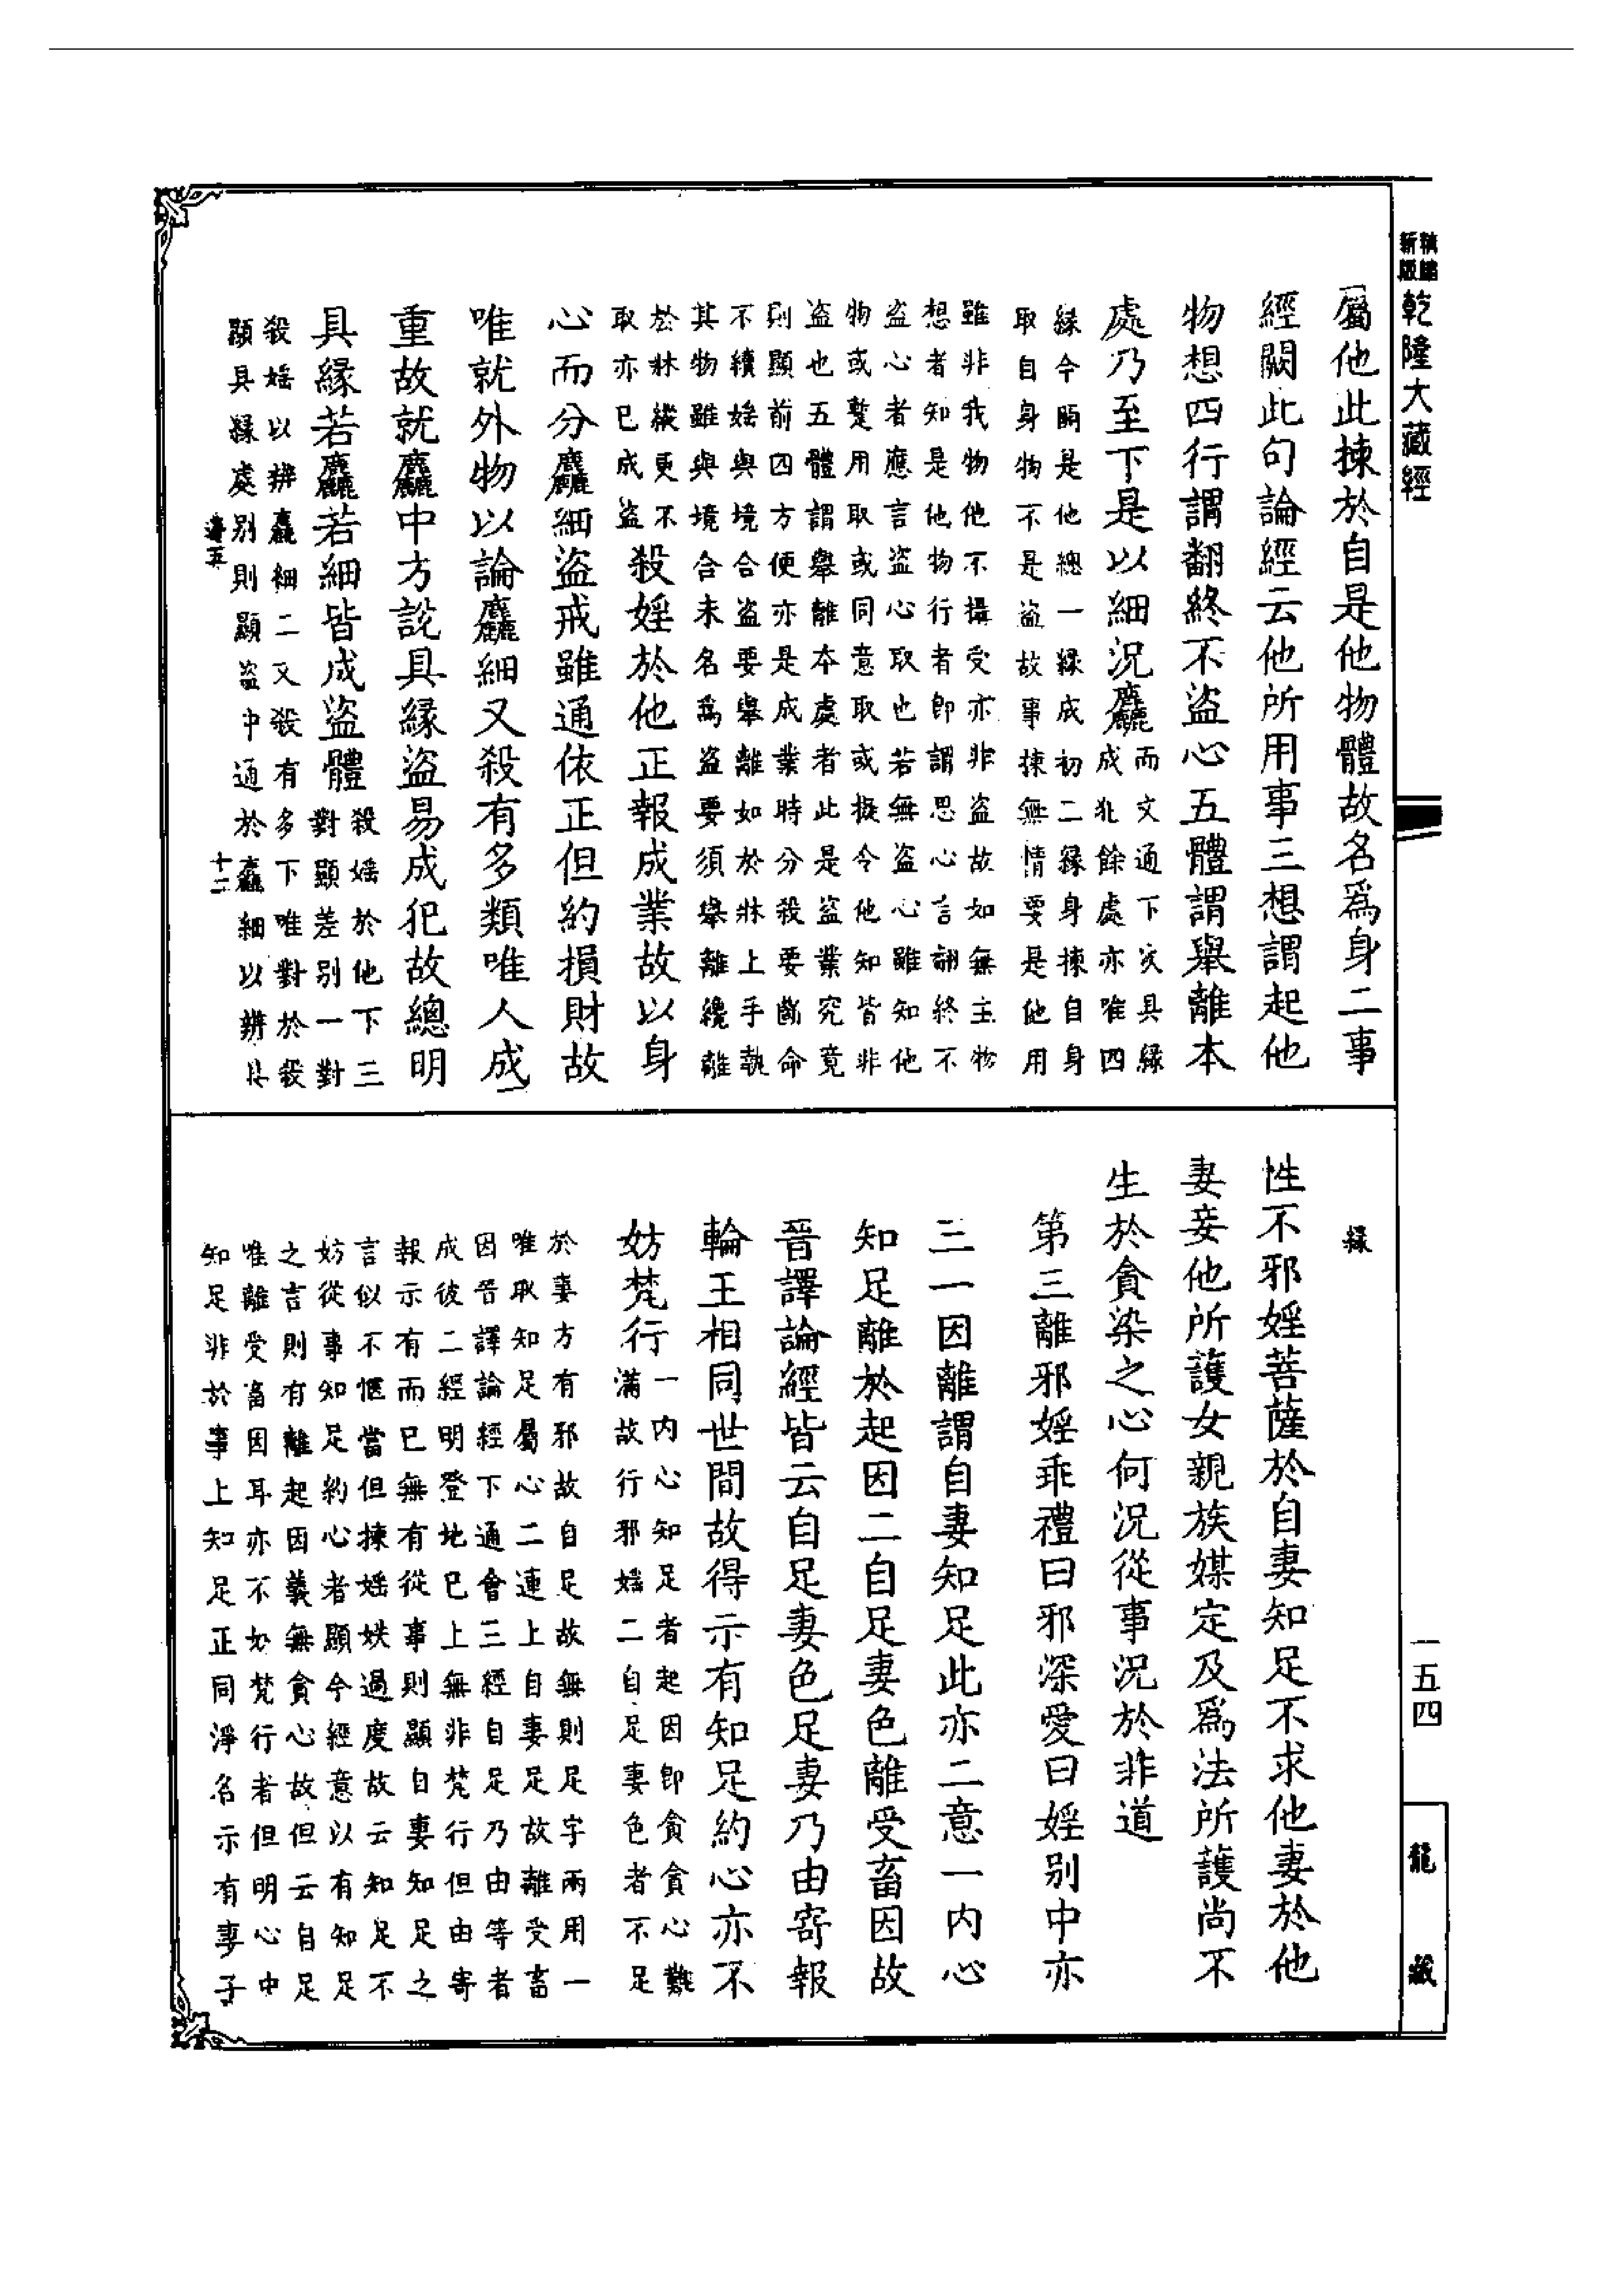 新版
精縮
乾隆大藏經
屬他此揀於自是他物體故名爲身二事
經闕此句論經云他所用事三想謂起他
物想四行謂翻終不盜心五體謂舉離本
處乃至下是以細況麤
而文通下次具緣
成犯餘處亦唯四
緣今爾是他總一緣成初二緣身揀自身
取自身物不是盜故事揀無情要是他用
雖非我物他不攝受亦非盜故如無主物
想者知是他物行者即謂思心言翻終不
盜心者應言盜心取也若無盜心雖知他
物或蹔用取或同意取或擬令他知皆非
盜也五體謂舉離本處者此是盜業究竟
則顯前四方便亦是成業時分殺要斷命
不續婬與境合盜要舉離如於牀上手執
其物雖與境合未名爲盜要須舉離纔離
於牀縱更不
取亦已成盜
殺婬於他正報成業故以身
心而分麤細盜戒雖通依正但約損財故
唯就外物以論麤細又殺有多類唯人成
重故就麤中方說具緣盜易成犯故總明
具緣若麤若細皆成盜體
殺婬於他下三
對顯差別一對
殺婬以辨麤細二又殺有多下唯對於殺
顯具緣處別則顯盜中通於麤細以辨具
十二
緣
性不邪婬菩薩於自妻知足不求他妻於他
妻妾他所護女親族媒定及爲法所護尚不
生於貪染之心何況從事況於非道
第三離邪婬乖禮曰邪深愛曰婬別中亦
三一因離謂自妻知足此亦二意一內心
知足離於起因二自足妻色離受畜因故
晉譯論經皆云自足妻色足妻乃由寄報
輪王相同世間故得示有知足約心亦不
妨梵行
一內心知足者起因即貪貪心難
滿故行邪婬二自足妻色者不足
於妻方有邪故自足故無則足字兩用一
唯取知足屬心二連上自妻足故離受畜
因晉譯論經下通會三經自足乃由等者
成彼二經明登地已上無非梵行但由寄
報示有而已無有從事則顯自妻知足之
言似不愜當但揀婬妷過度故云知足不
妨從事知足約心者顯今經意以有知足
之言則有離起因義無貪心故但云自足
唯離受畜因耳亦不妨梵行者但明心中
知足非於事上知足正同淨名示有妻子
一五四
龍藏